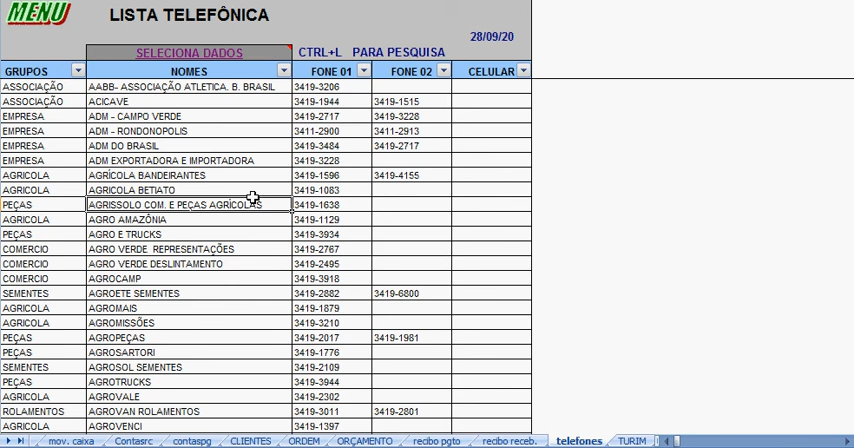 MENU LISTA TELEFÔNICA
28/09/20
SELECIONA DADOS CTRL+L PARA PESQUISA
GRUPOS NOMES FONE 01 FONE 02 CELULAR
ASSOCIAÇÃO AABB- ASSOCIAÇÃO ATLETICA. B. BRASIL 3419-3206
ASSOCIAÇÃO ACICAVE 3419-1944 3419-1515
EMPRESA ADM - CAMPO VERDE 3419-2717 3419-3228
EMPRESA ADM - RONDONOPOLIS 3411-2900 3411-2913
EMPRESA ADM DO BRASIL 3419-3484 3419-2717
EMPRESA ADM EXPORTADORA E IMPORTADORA 3419-3228
AGRICOLA AGRÍCOLA BANDEIRANTES 3419-1596 3419-4155
AGRICOLA AGRICOLA BETIATO 3419-1083
PEÇAS AGRISSOLO COM. E PEÇAS AGRÍCOLAS 3419-1638
AGRICOLA AGRO AMAZÔNIA 3419-1129
PEÇAS AGRO E TRUCKS 3419-3934
COMERCIO AGRO VERDE REPRESENTAÇÕES 3419-2767
COMERCIO AGRO VERDE DESLINTAMENTO 3419-2495
COMERCIO AGROCAMP 3419-3918
SEMENTES AGROETE SEMENTES 3419-2882 3419-6800
AGRICOLA AGROMAIS 3419-1879
AGRICOLA AGROMISSÕES 3419-3210
PEÇAS AGROPEÇAS 3419-2017 3419-1981
PEÇAS AGROSARTORI 3419-1776
SEMENTES AGROSOL SEMENTES 3419-2109
PEÇAS AGROTRUCKS 3419-3944
AGRICOLA AGROVALE 3419-2302
ROLAMENTOS AGROVAN ROLAMENTOS 3419-3011 3419-2801
AGRICOLA AGROVENCI 3419-1397
mov. caixa Contasrc contaspg CLIENTES ORDEM ORÇAMENTO recibo pgto recibo receb. telefones TURIM